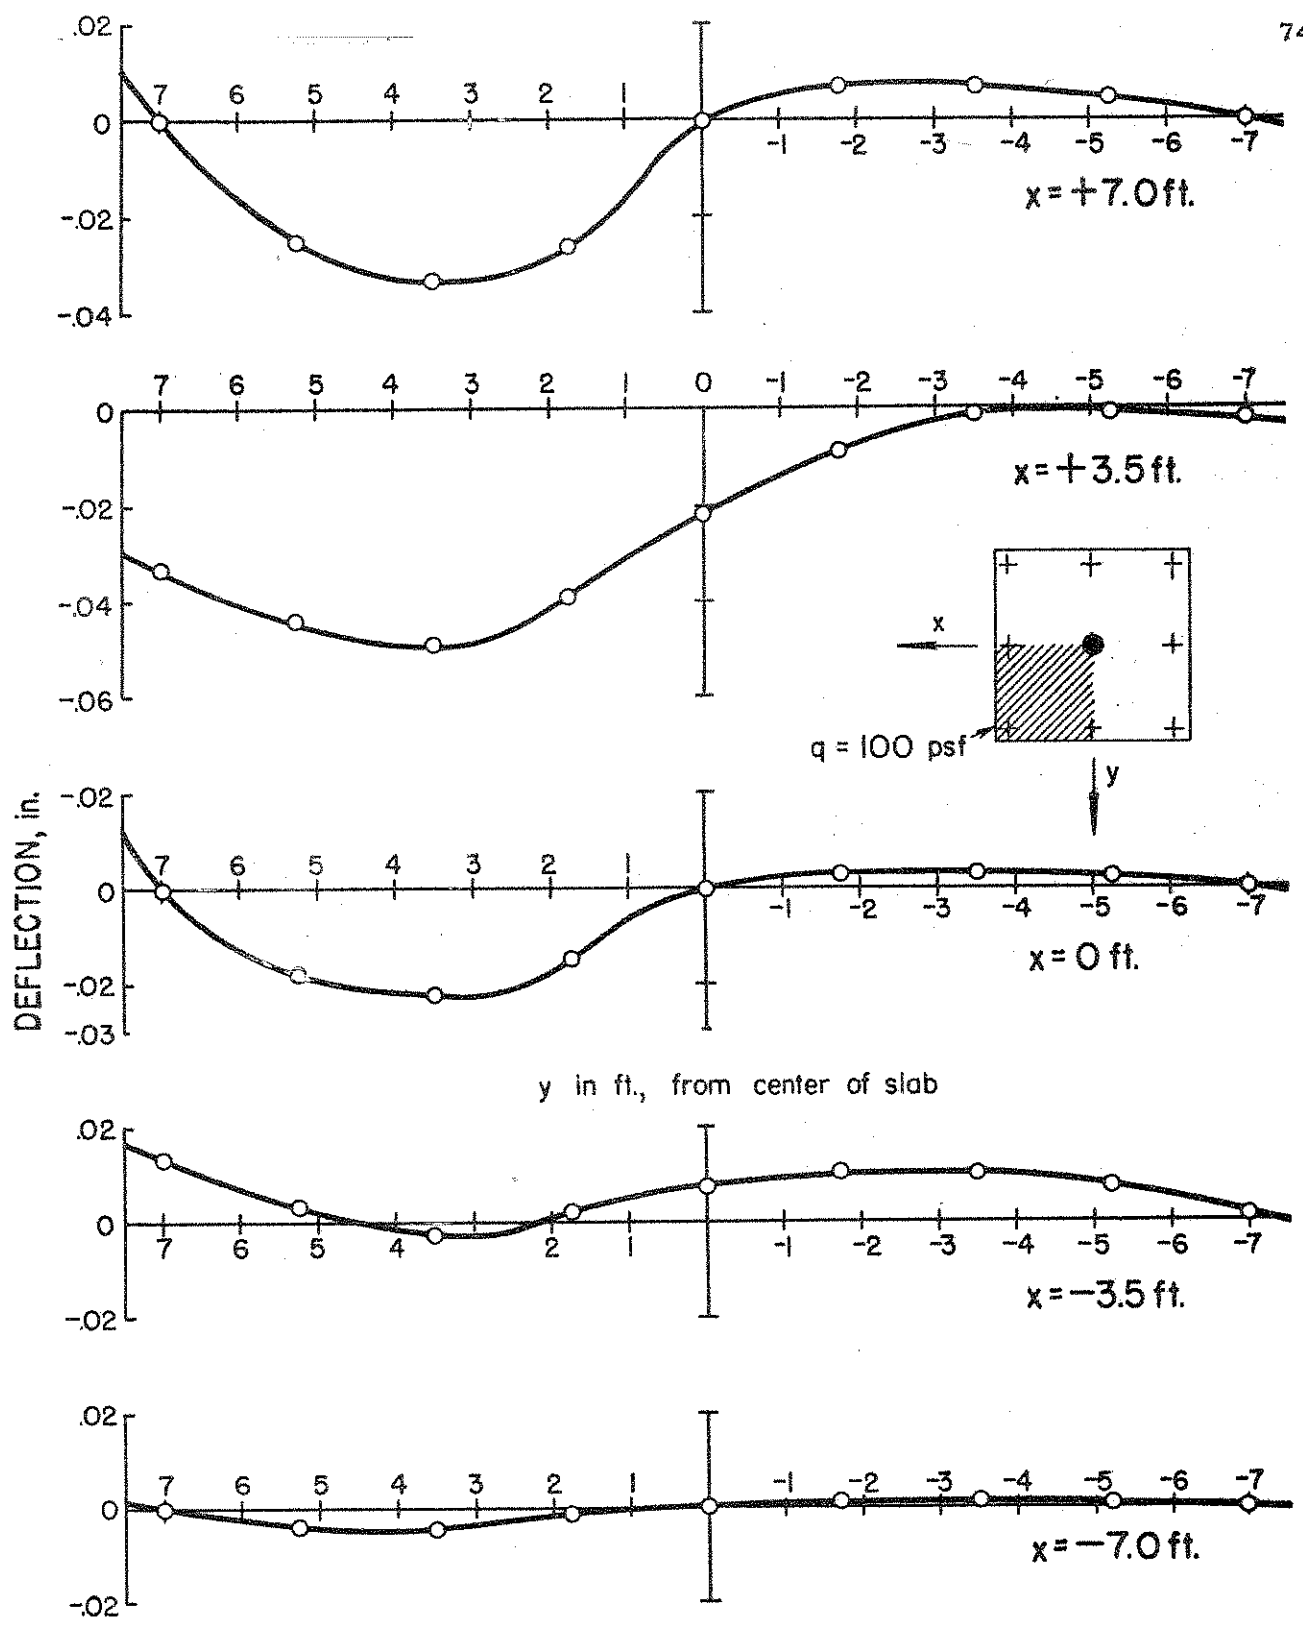 74
.02
7 6 5 4 3 2 1
0
-1 -2 -3 -4 -5 -6 -7
x=+7.0 ft.
-.02
-.04
7 6 5 4 3 2 1 0 -1 -2 -3 -4 -5 -6 -7
0
x=+3.5 ft.
-.02
-.04
-.06
x
q = 100 psf
y
DEFLECTION, in.
-.02
7 6 5 4 3 2 1
0
-1 -2 -3 -4 -5 -6 -7
x= 0 ft.
-.02
-.03
y in ft., from center of slab
.02
0
7 6 5 4 2 1 -1 -2 -3 -4 -5 -6 -7
x=-3.5 ft.
-.02
.02
7 6 5 4 3 2 1 -1 -2 -3 -4 -5 -6 -7
0
x=-7.0 ft.
-.02